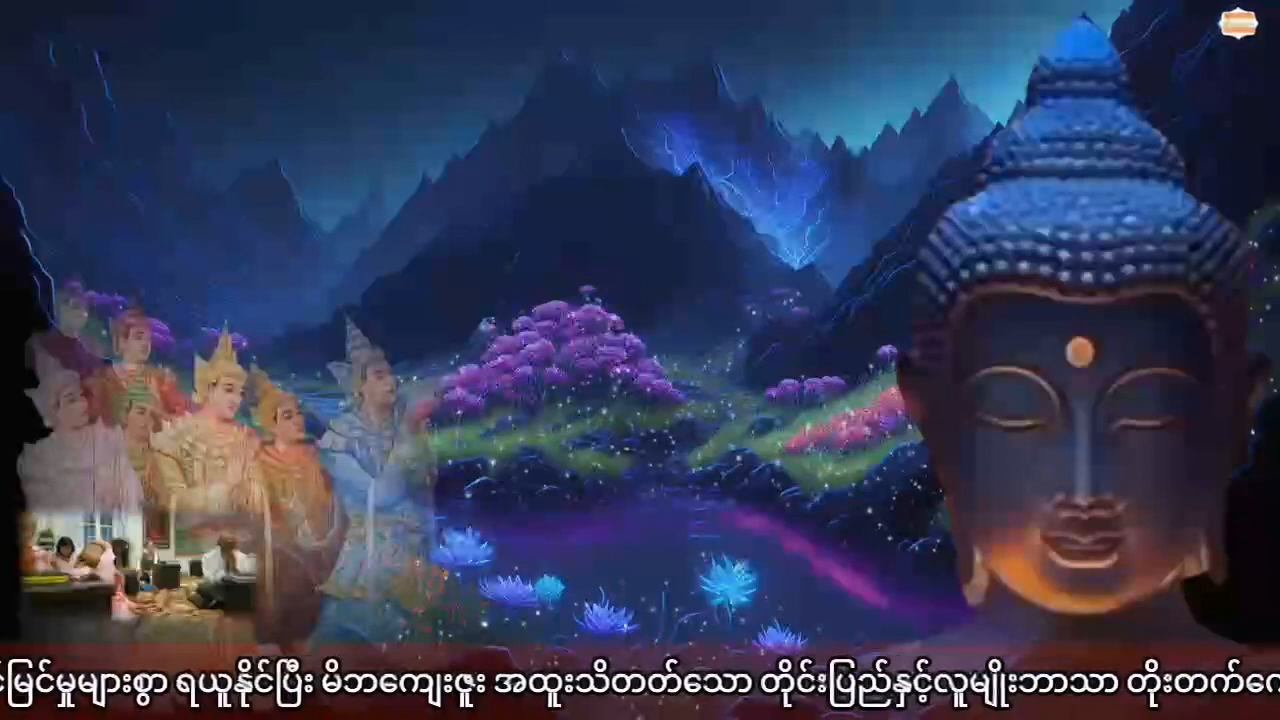 မြင်မှုများစွာ ရယူနိုင်ပြီး မိဘကျေးဇူး အထူးသိတတ်သော တိုင်းပြည်နှင့်လူမျိုးဘာသာ တိုးတက်